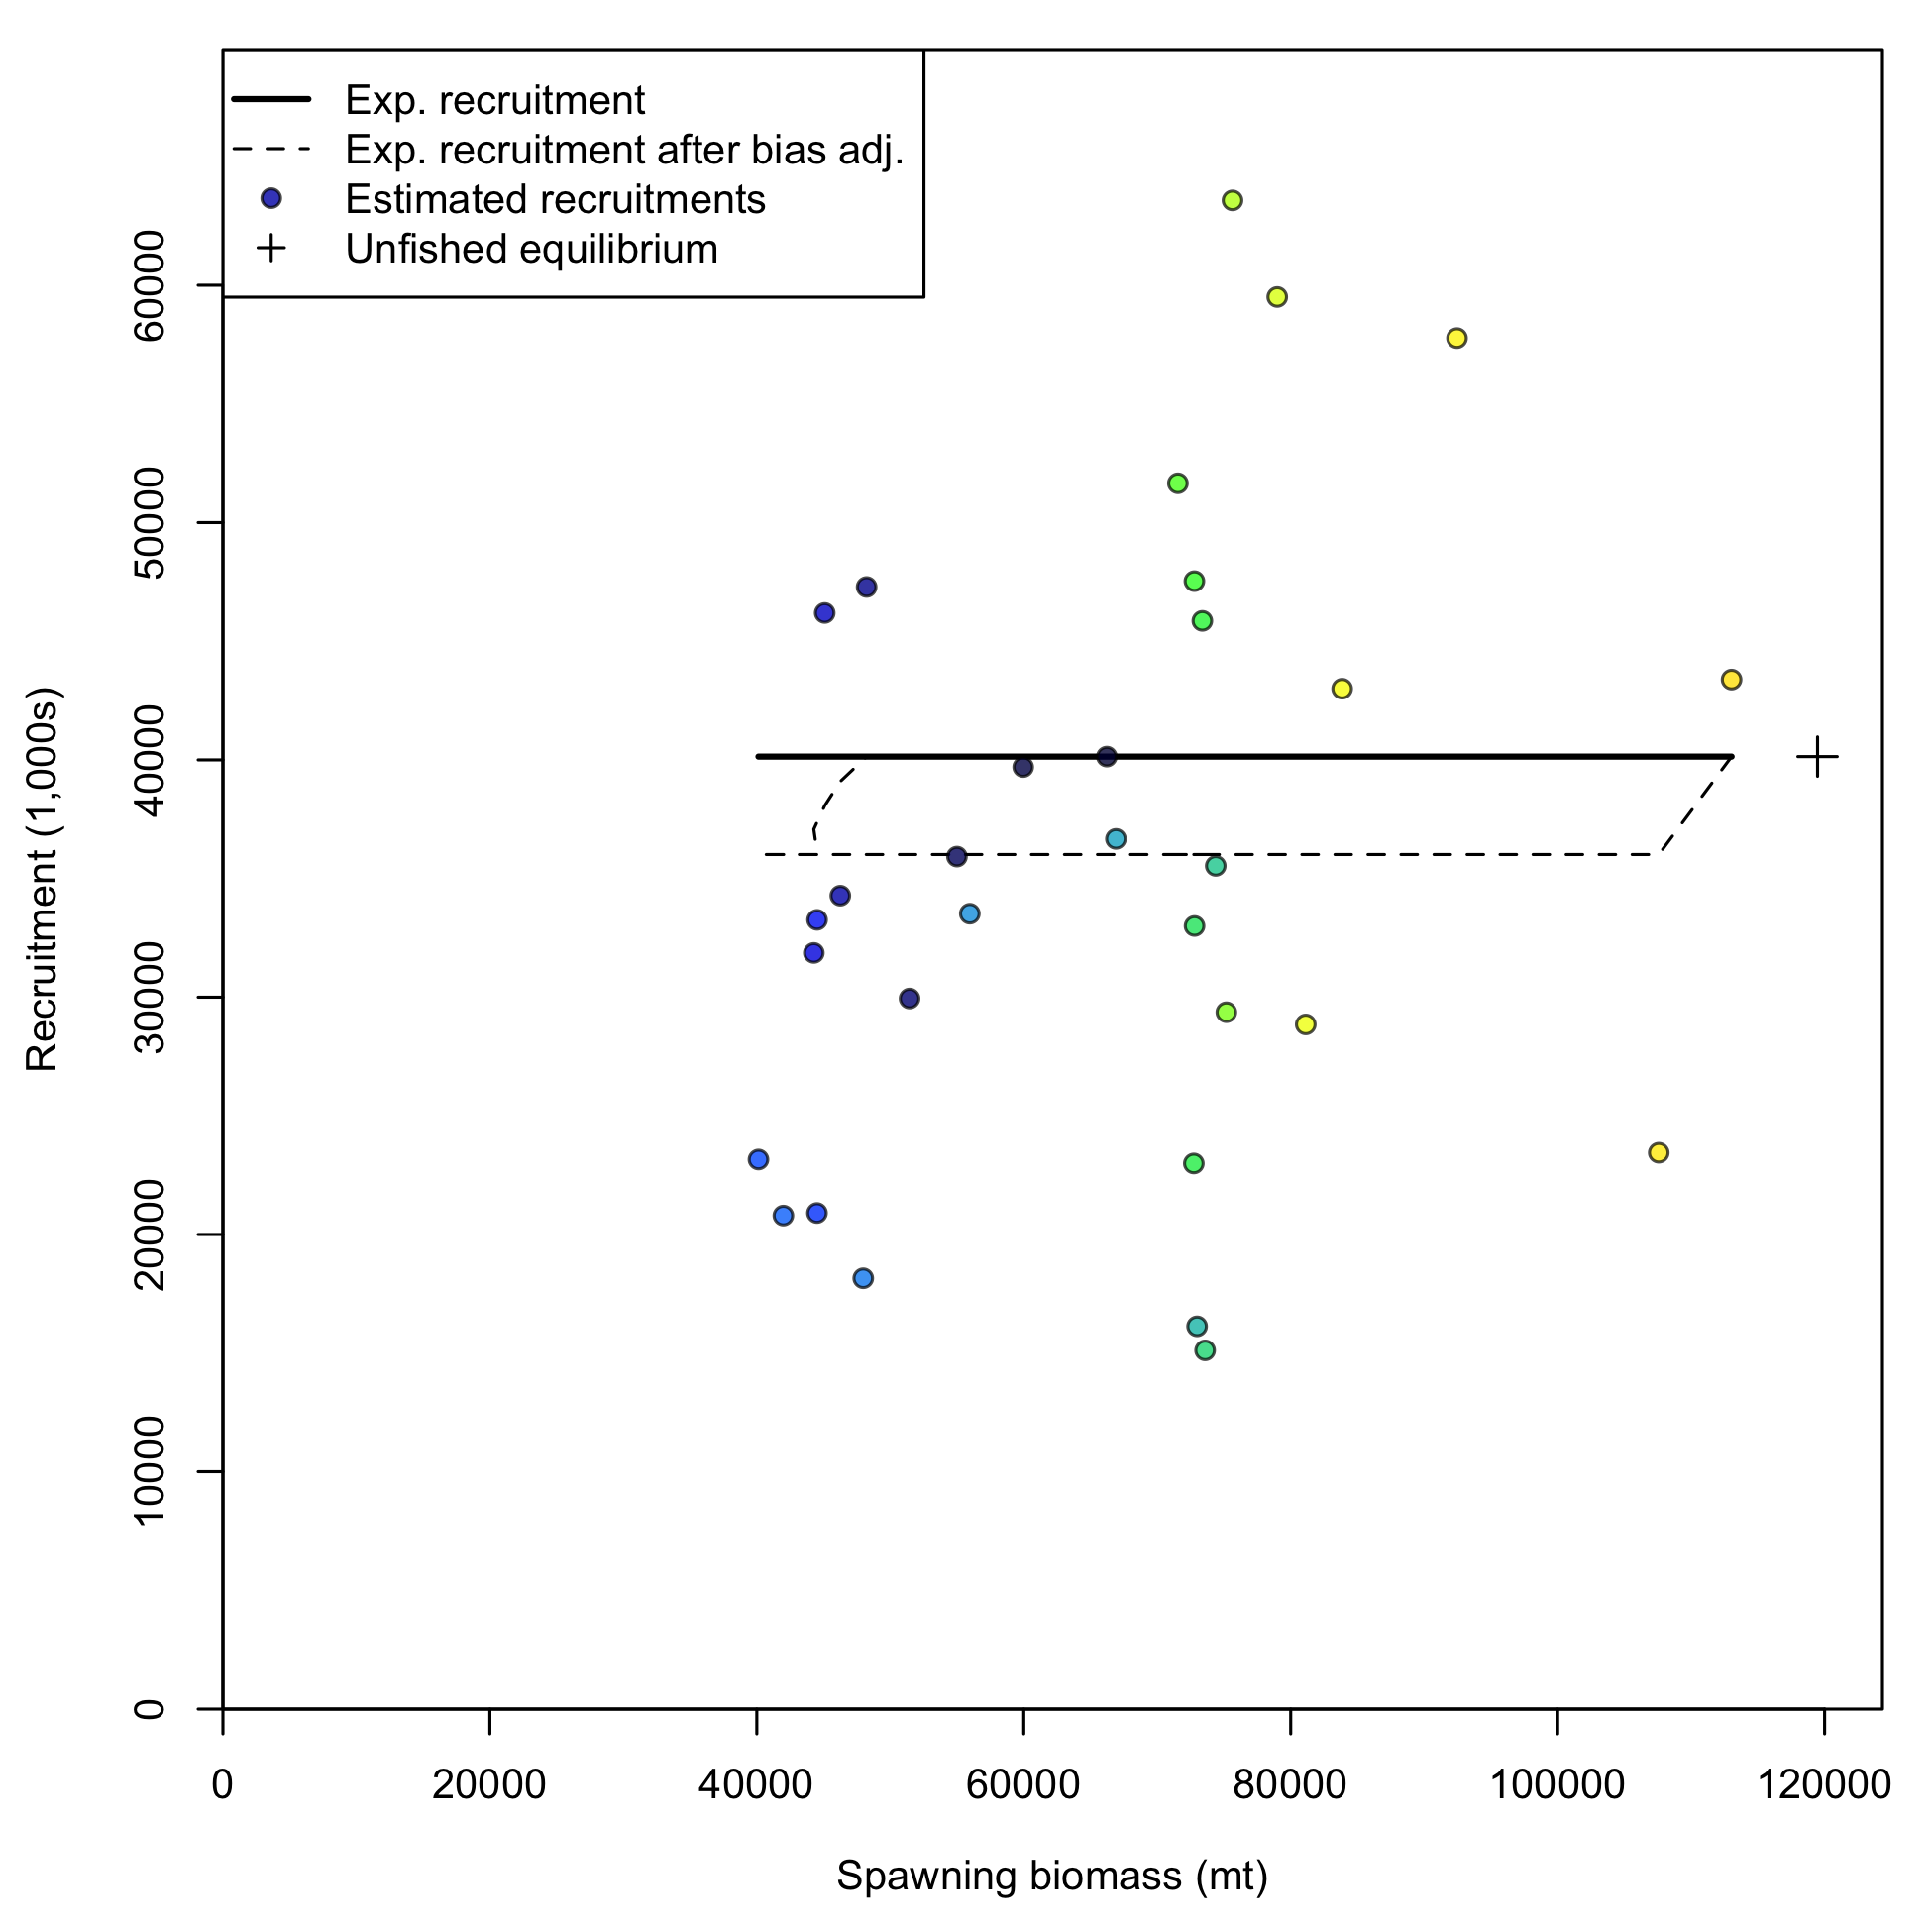 Exp. recruitment
Exp. recruitment after bias adj.
Estimated recruitments
Unfished equilibrium
Recruitment (1,000s)
60000
50000
40000
30000
20000
10000
0
0 20000 40000 60000 80000 100000 120000
Spawning biomass (mt)